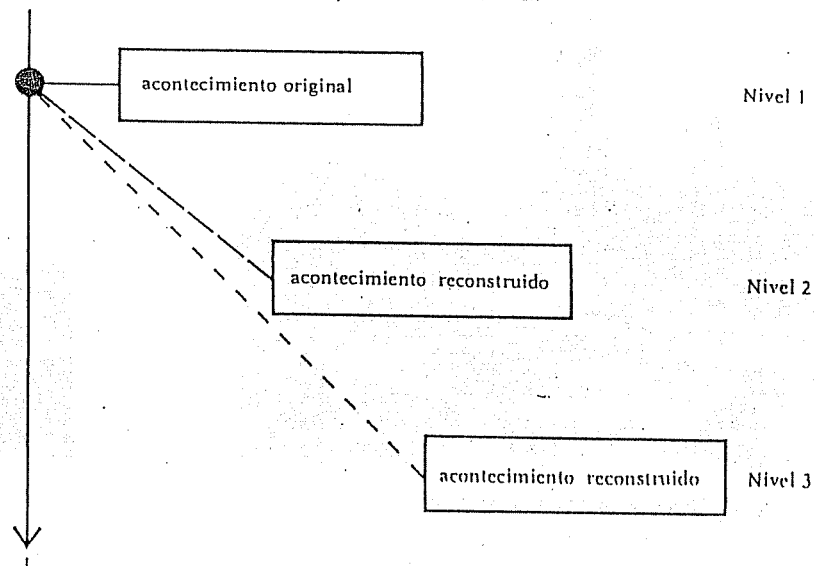 acontecimiento original
Nivel 1
acontecimiento reconstruido
Nivel 2
acontecimiento reconstruido
Nivel 3